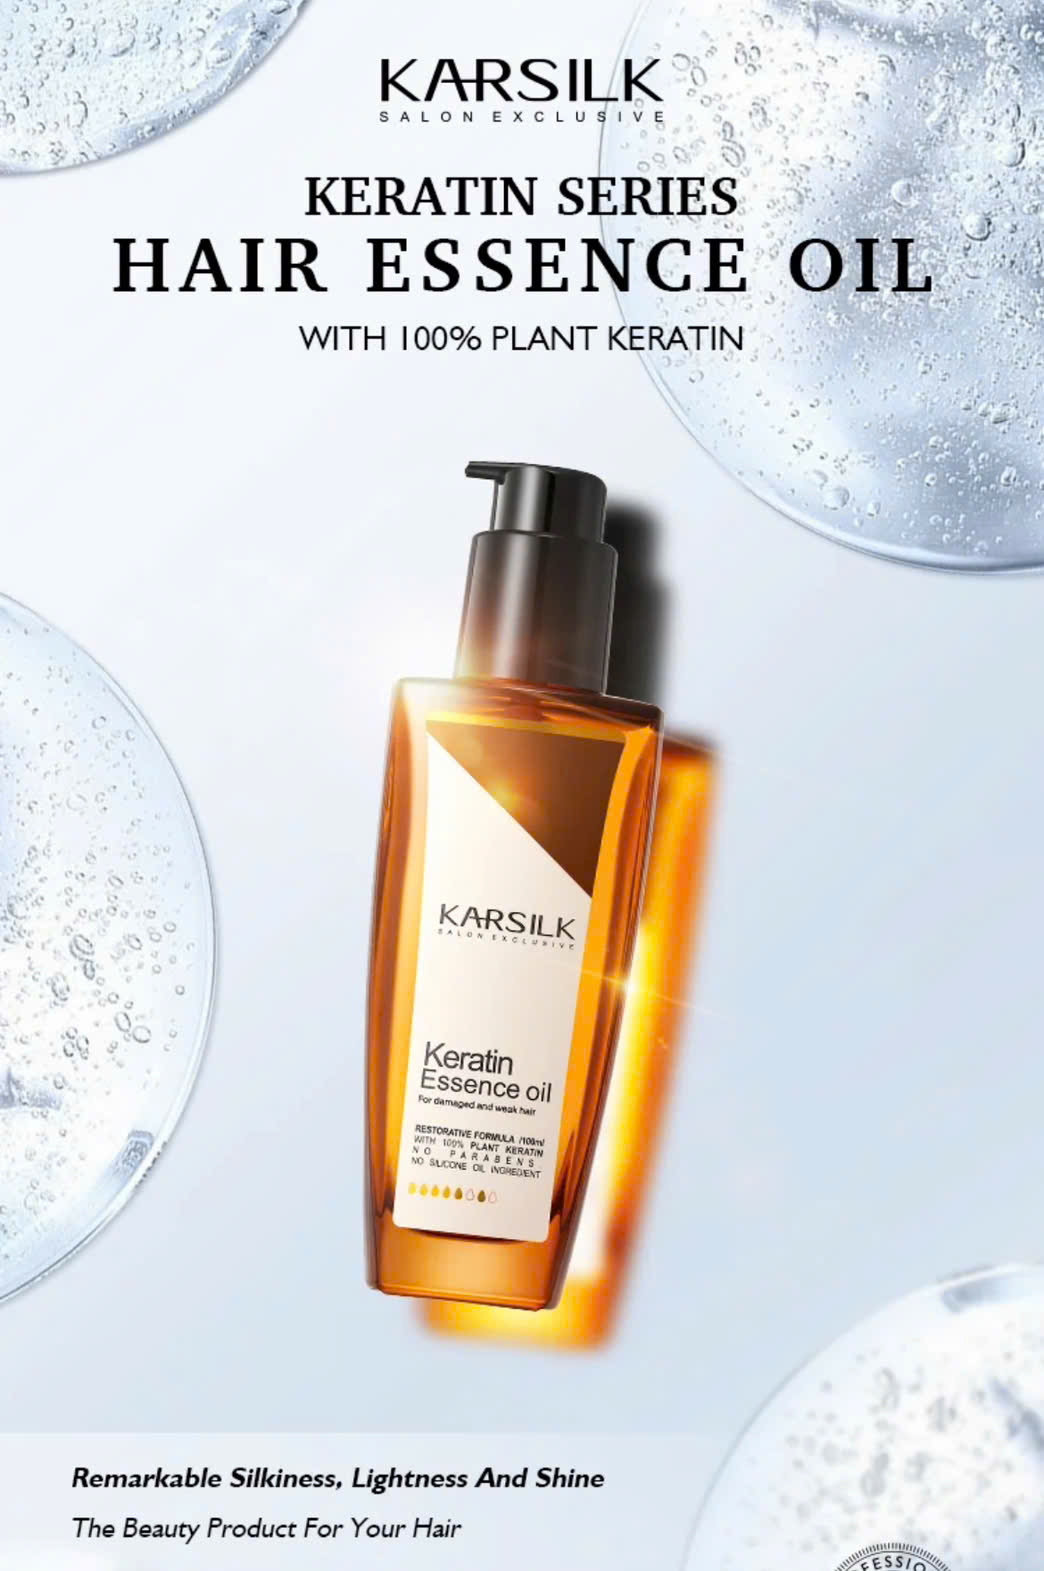 KARSILK
SALON EXCLUSIVE
KERATIN SERIES
HAIR ESSENCE OIL
WITH 100% PLANT KERATIN
KARSILK
SALON EXCLUSIVE
Keratin
Essence oil
For damaged and weak hair
RESTORATIVE FORMULA /100ml
WITH 100% PLANT KERATIN
NO PARABENS.
NO SILICONE OIL INGREDIENT
Remarkable Silkiness, Lightness And Shine
The Beauty Product For Your Hair